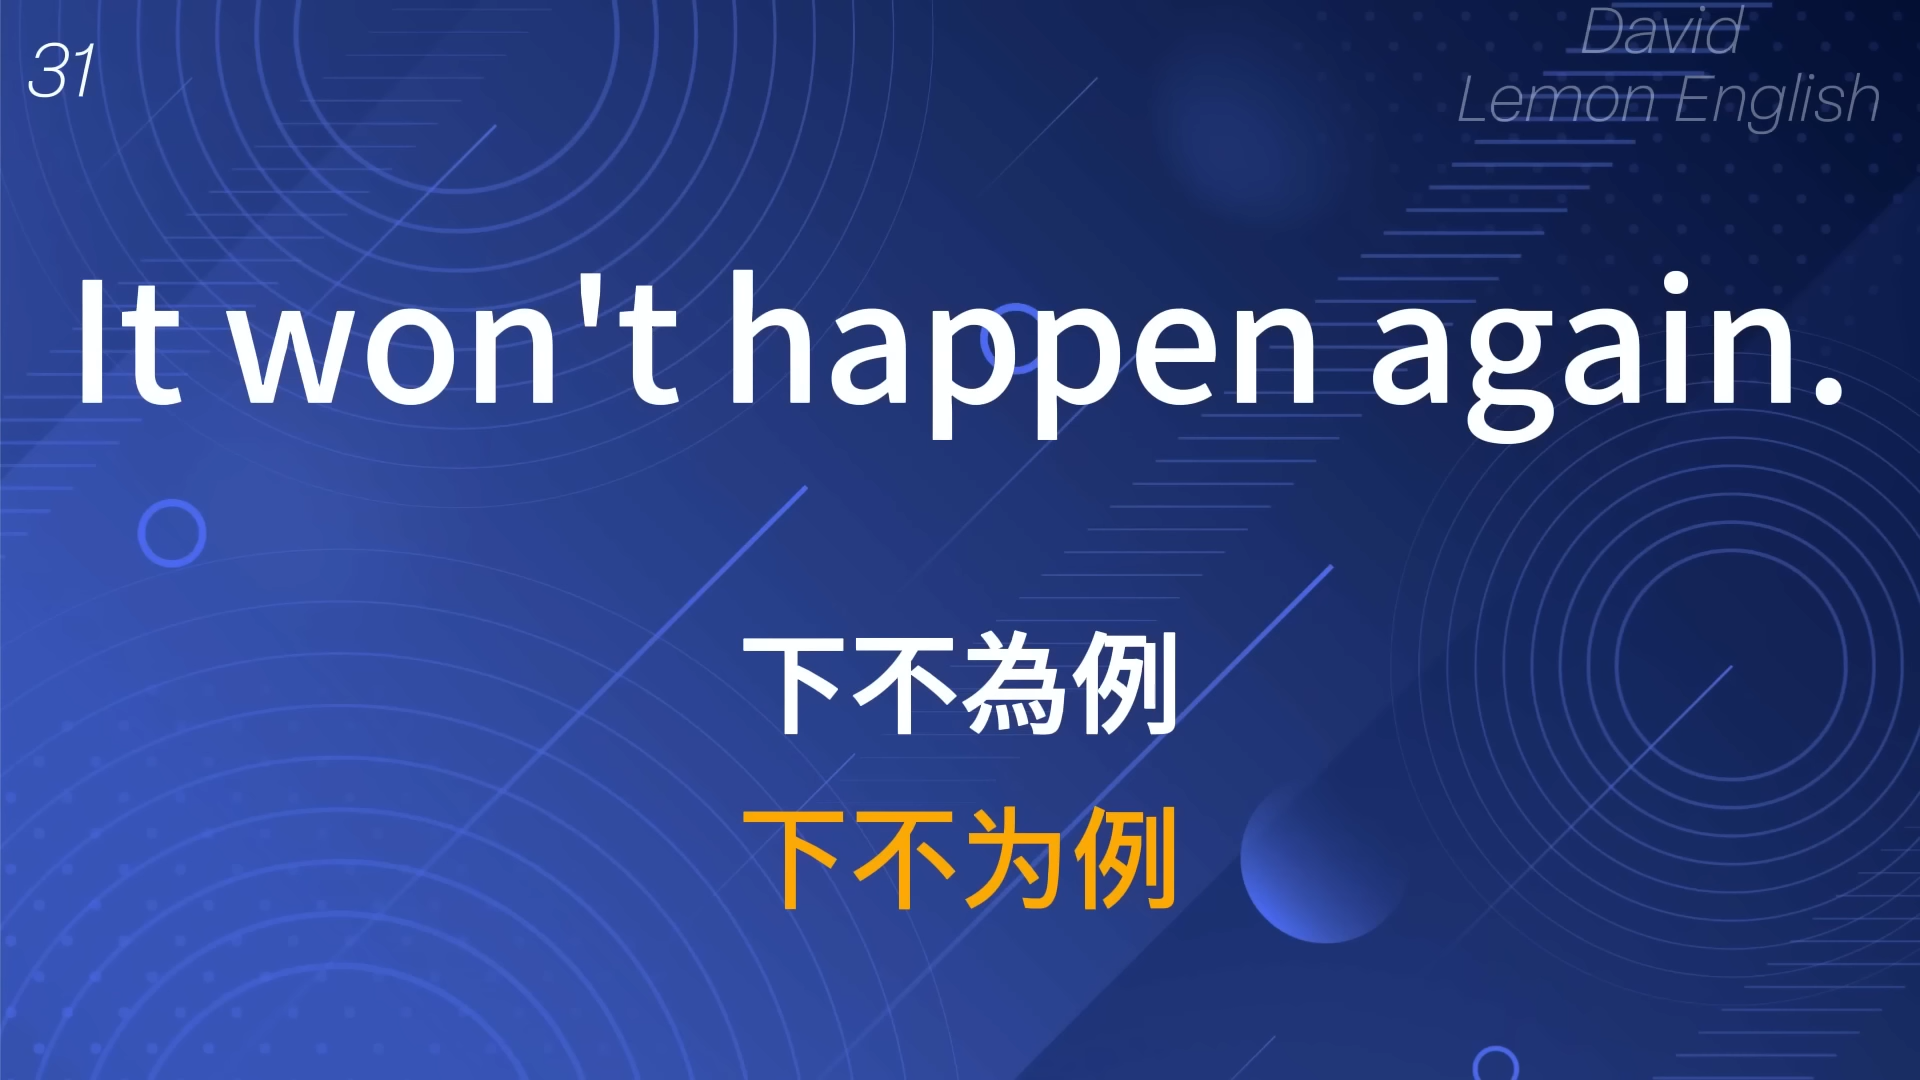 31
David
Lemon English
It won't happen again.
下不為例
下不为例